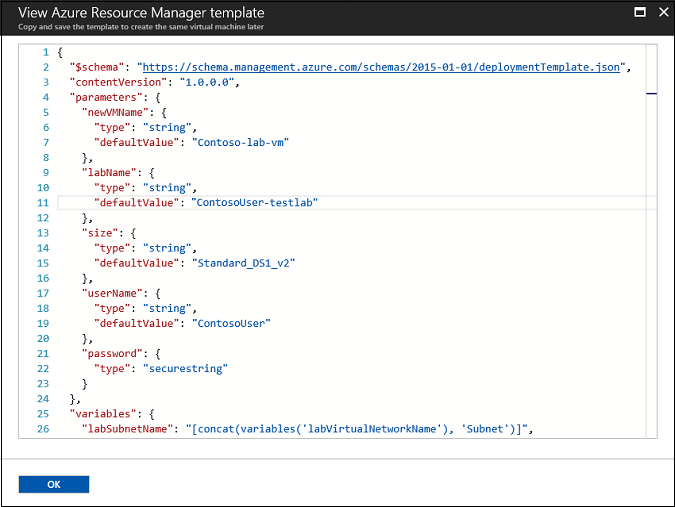 View Azure Resource Manager template
Copy and save the template to create the same virtual machine later
1 {
2 "$schema": "https://schema.management.azure.com/schemas/2015-01-01/deploymentTemplate.json",
3 "contentVersion": "1.0.0.0",
4 "parameters": {
5 "newVMName": {
6 "type": "string",
7 "defaultValue": "Contoso-lab-vm"
8 },
9 "labName": {
10 "type": "string",
11 "defaultValue": "ContosoUser-testlab"
12 },
13 "size": {
14 "type": "string",
15 "defaultValue": "Standard_DS1_v2"
16 },
17 "userName": {
18 "type": "string",
19 "defaultValue": "ContosoUser"
20 },
21 "password": {
22 "type": "securestring"
23 }
24 },
25 "variables": {
26 "labSubnetName": "[concat(variables('labVirtualNetworkName'), 'Subnet')]",
OK